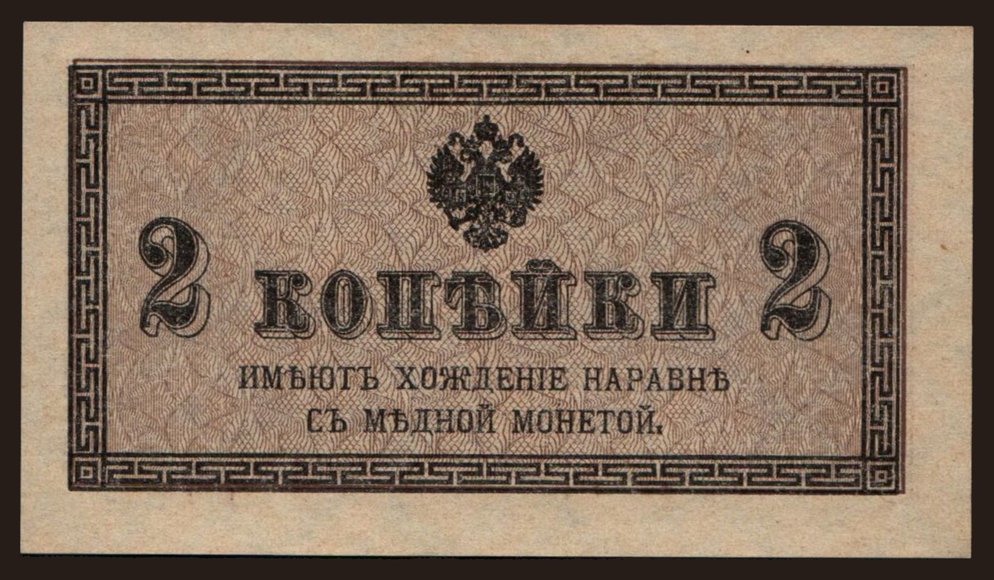 2 КОПѢЙКИ 2
ИМѢЮТЪ ХОЖДЕНІЕ НАРАВНѢ
СЪ МѢДНОЙ МОНЕТОЙ.